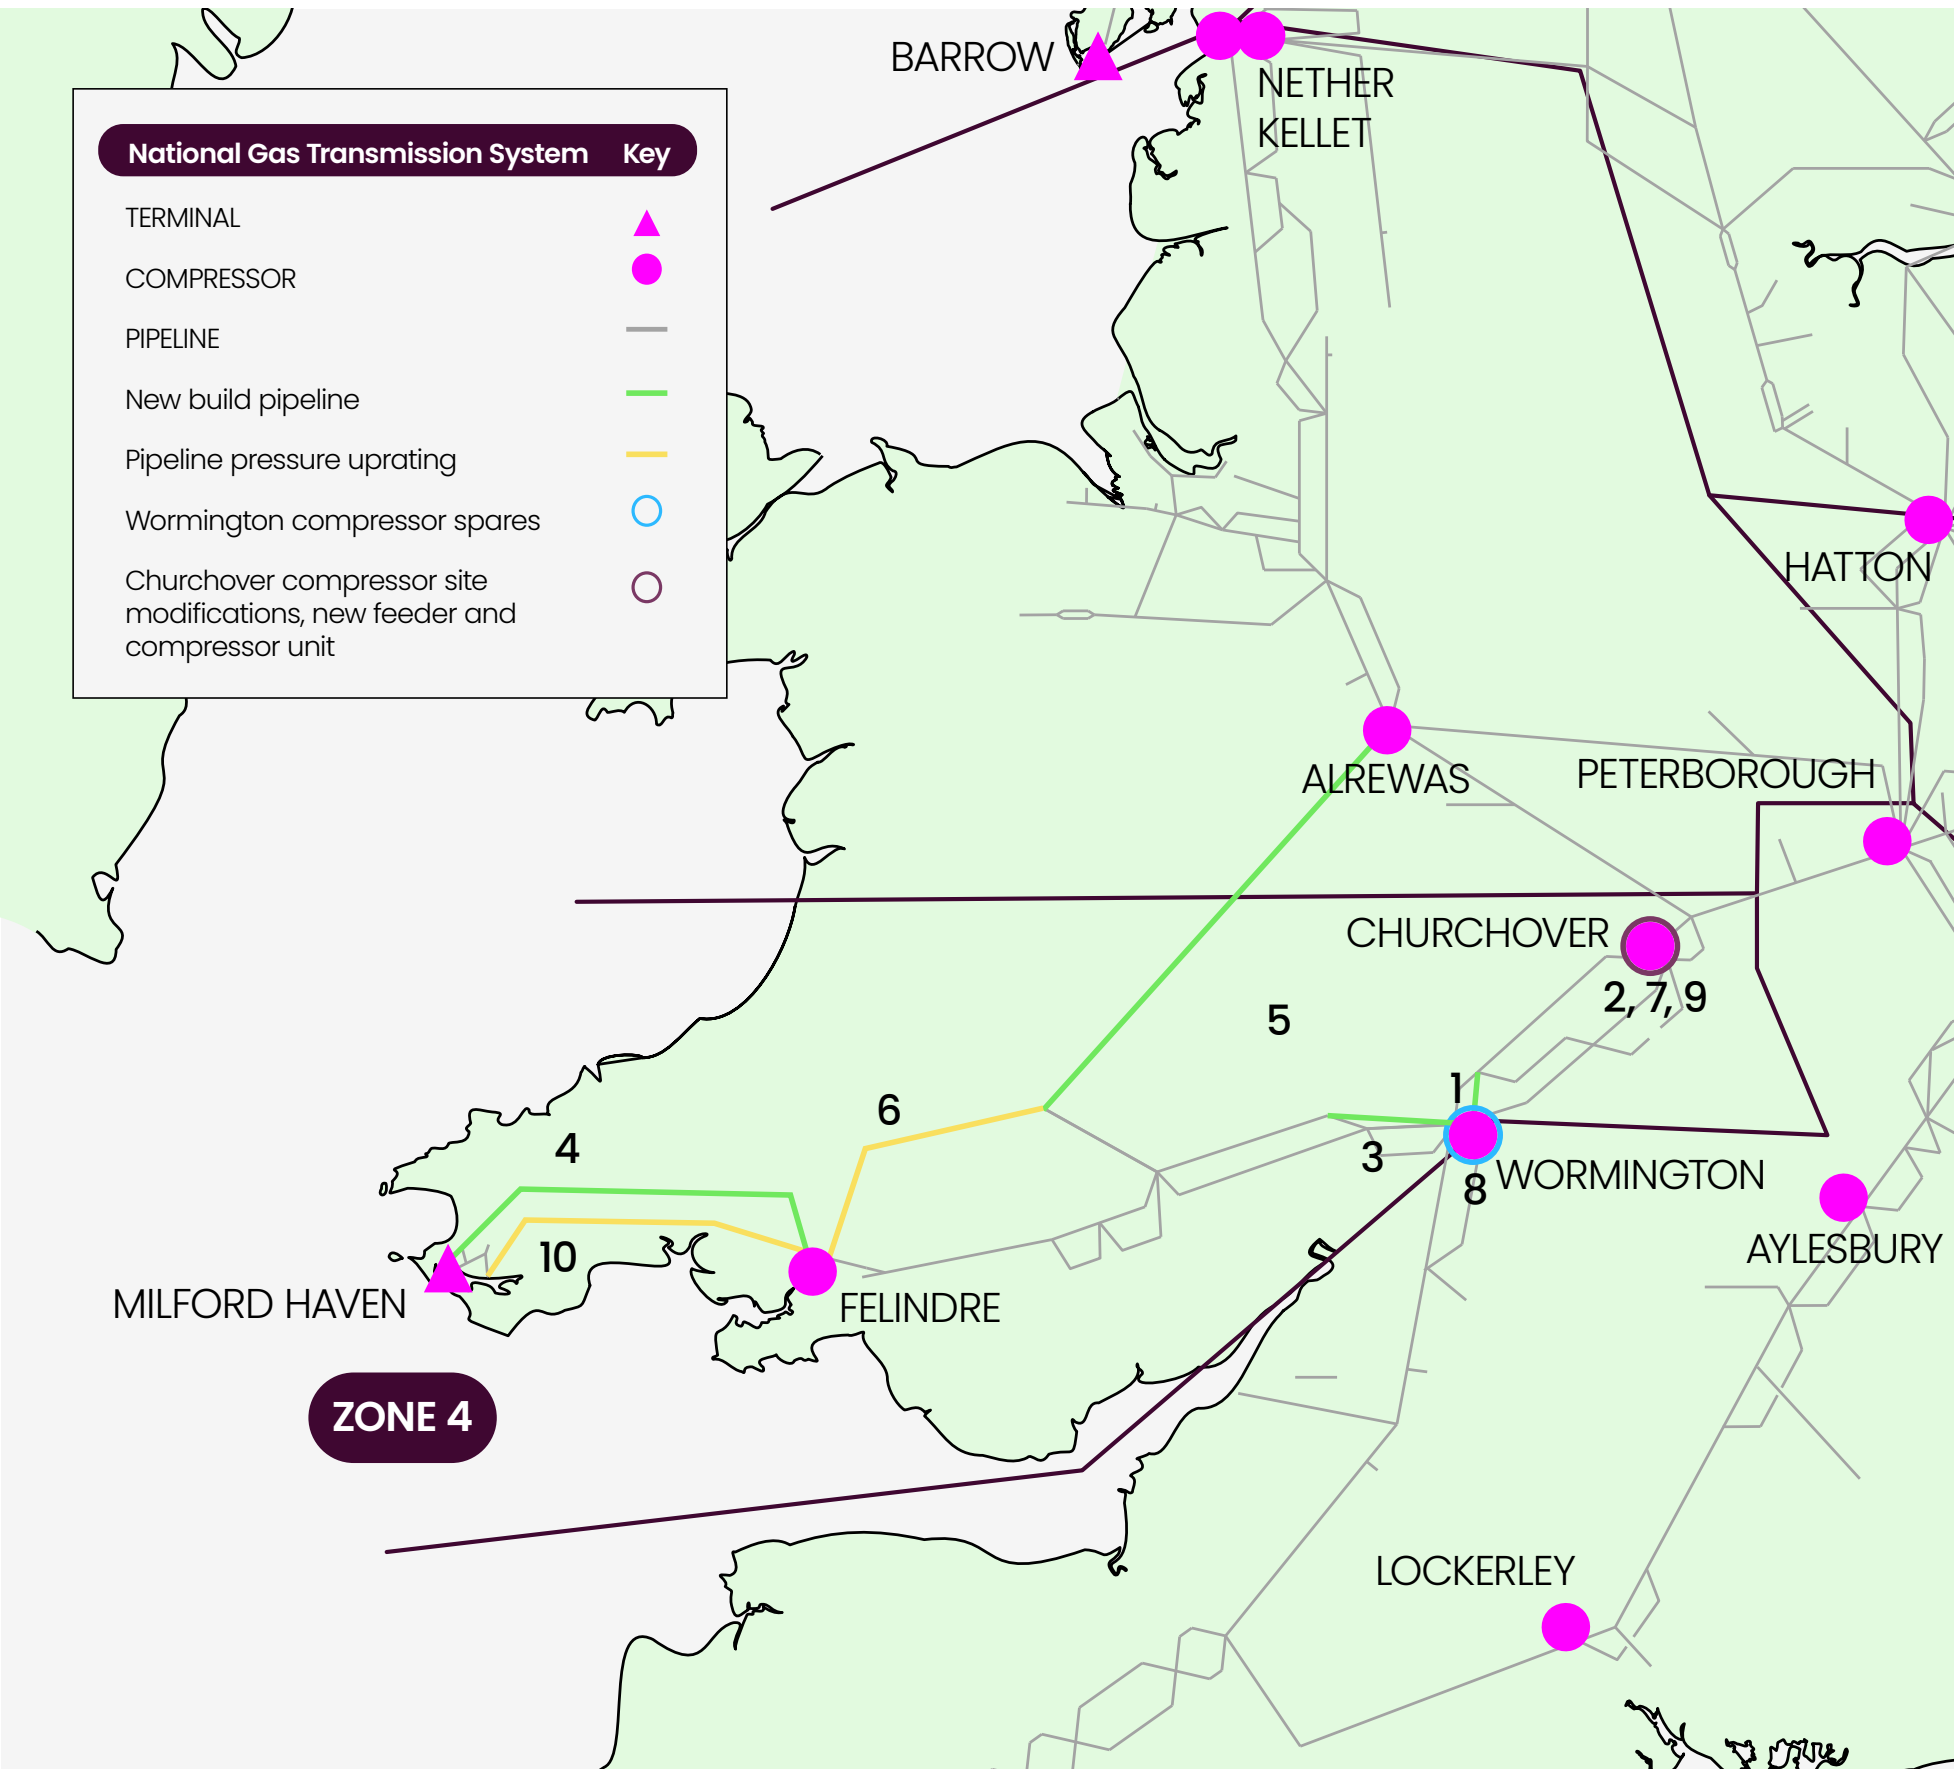 BARROW
NETHER
KELLET
National Gas Transmission System Key
TERMINAL
COMPRESSOR
PIPELINE
New build pipeline
Pipeline pressure uprating
Wormington compressor spares
Churchover compressor site
modifications, new feeder and
compressor unit
HATTON
ALREWAS
PETERBOROUGH
CHURCHOVER
2, 7, 9
5
1
6
4
3
8
WORMINGTON
10
AYLESBURY
MILFORD HAVEN
FELINDRE
ZONE 4
LOCKERLEY